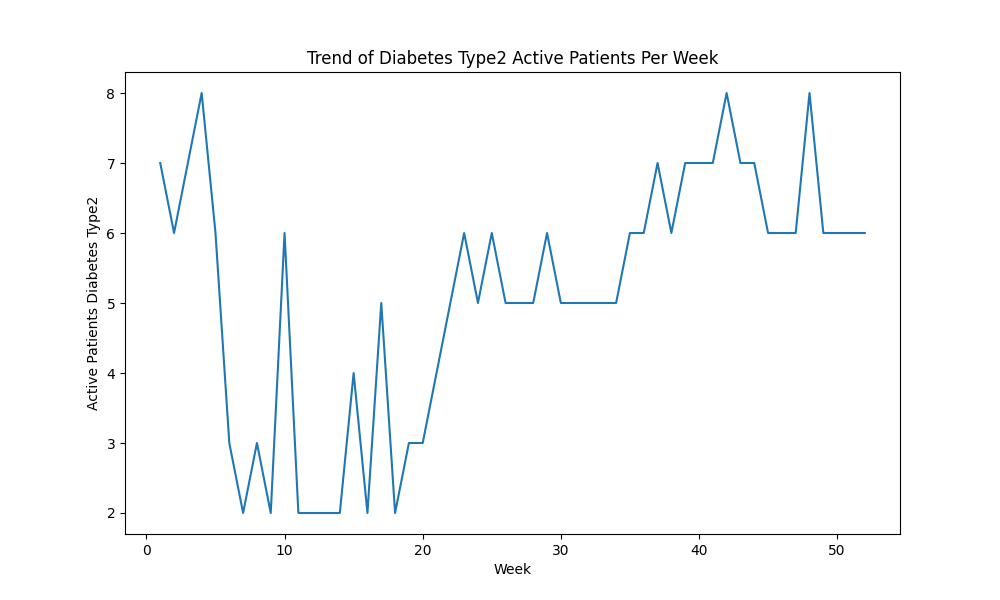 Trend of Diabetes Type2 Active Patients Per Week
Active Patients Diabetes Type2
8
7
6
5
4
3
2
0 10 20 30 40 50
Week